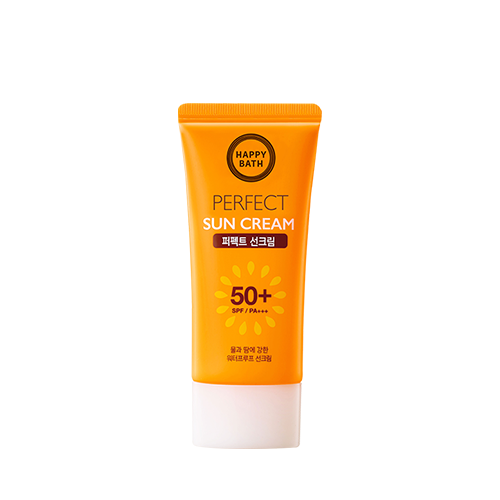 HAPPY
BATH
PERFECT
SUN CREAM
퍼펙트 선크림
50+
SPF / PA+++
물과 땀에 강한
워터프루프 선크림